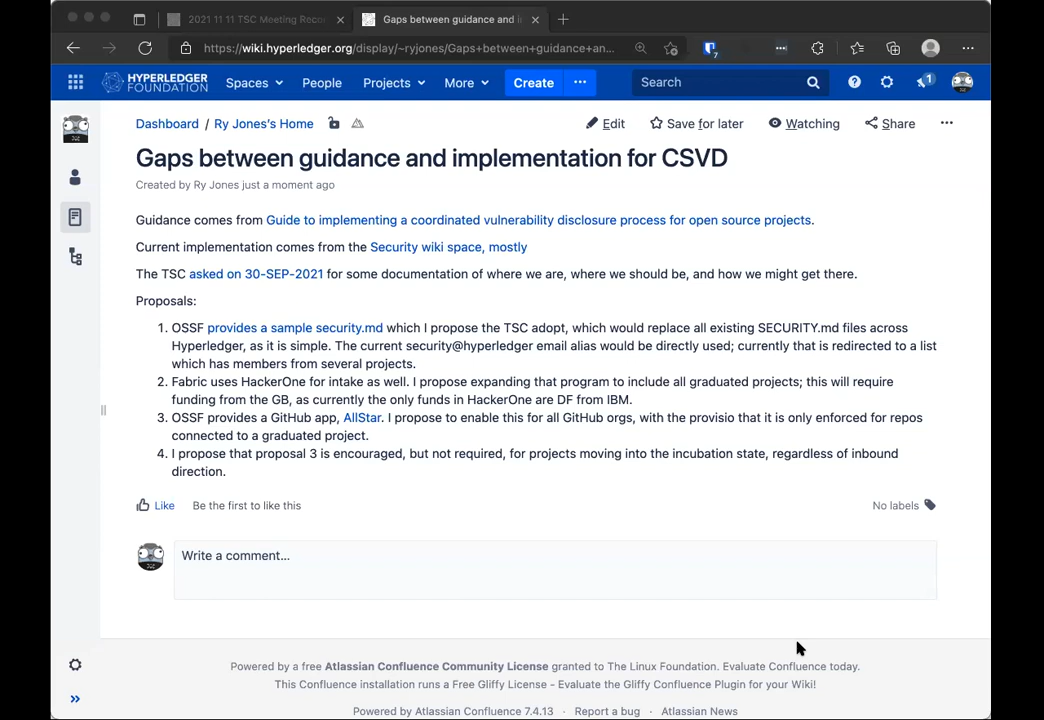 2021 11 11 TSC Meeting Reco
Gaps between guidance and i
https://wiki.hyperledger.org/display/~ryjones/Gaps+between+guidance+an...
7
HYPERLEDGER
FOUNDATION
Spaces
People
Projects
More
Create
Search
1
Dashboard / Ry Jones's Home
Edit
Save for later
Watching
Share
Gaps between guidance and implementation for CSVD
Created by Ry Jones just a moment ago
Guidance comes from Guide to implementing a coordinated vulnerability disclosure process for open source projects.
Current implementation comes from the Security wiki space, mostly
The TSC asked on 30-SEP-2021 for some documentation of where we are, where we should be, and how we might get there.
Proposals:
1. OSSF provides a sample security.md which I propose the TSC adopt, which would replace all existing SECURITY.md files across
Hyperledger, as it is simple. The current security@hyperledger email alias would be directly used; currently that is redirected to a list
which has members from several projects.
2. Fabric uses HackerOne for intake as well. I propose expanding that program to include all graduated projects; this will require
funding from the GB, as currently the only funds in HackerOne are DF from IBM.
3. OSSF provides a GitHub app, AllStar. I propose to enable this for all GitHub orgs, with the provisio that it is only enforced for repos
connected to a graduated project.
4. I propose that proposal 3 is encouraged, but not required, for projects moving into the incubation state, regardless of inbound
direction.
Like
Be the first to like this
No labels
Write a comment...
Powered by a free Atlassian Confluence Community License granted to The Linux Foundation. Evaluate Confluence today.
This Confluence installation runs a Free Gliffy License - Evaluate the Gliffy Confluence Plugin for your Wiki!
Powered by Atlassian Confluence 7.4.13 · Report a bug · Atlassian News